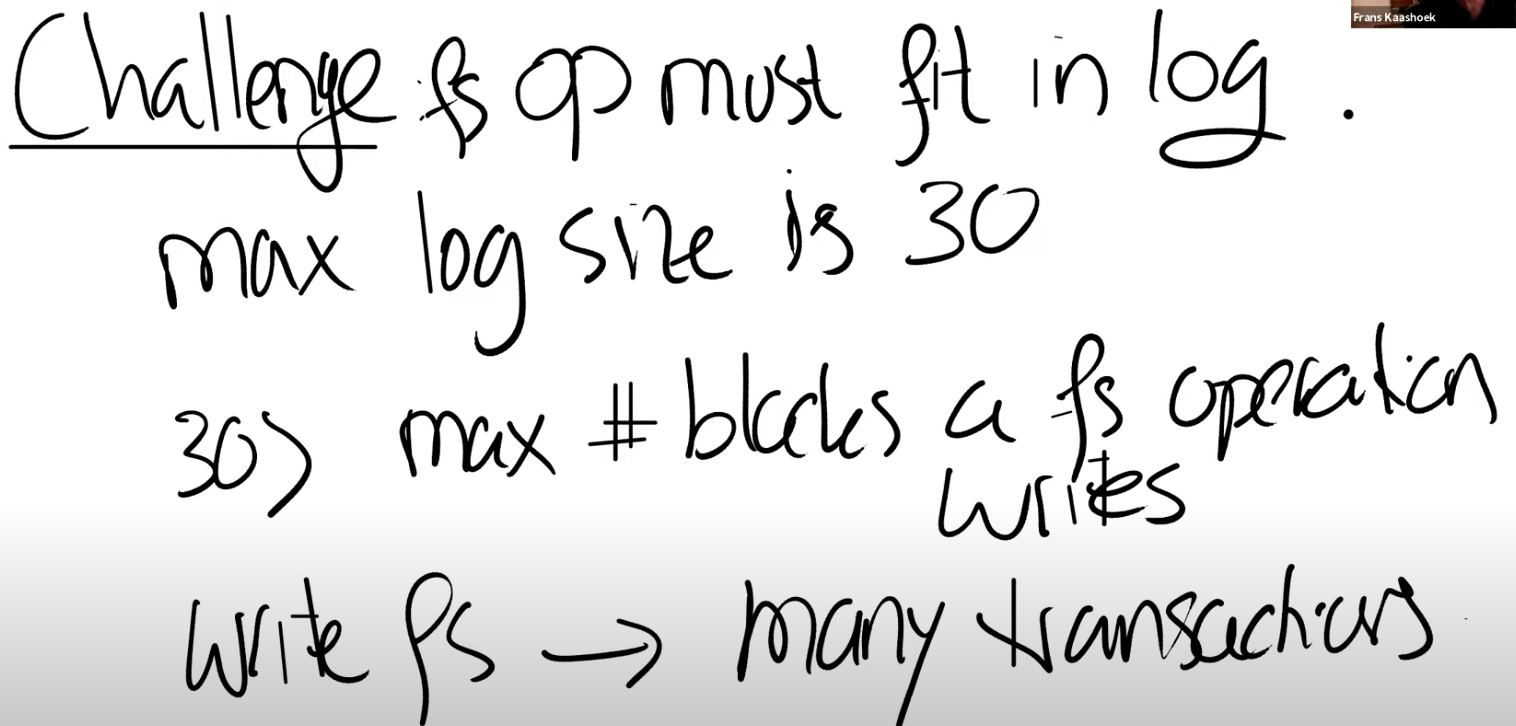 Frans Kaashoek
Challenge fs op must fit in log.
max log size is 30
30> max # blocks a fs operation
writes
write fs → many transactions